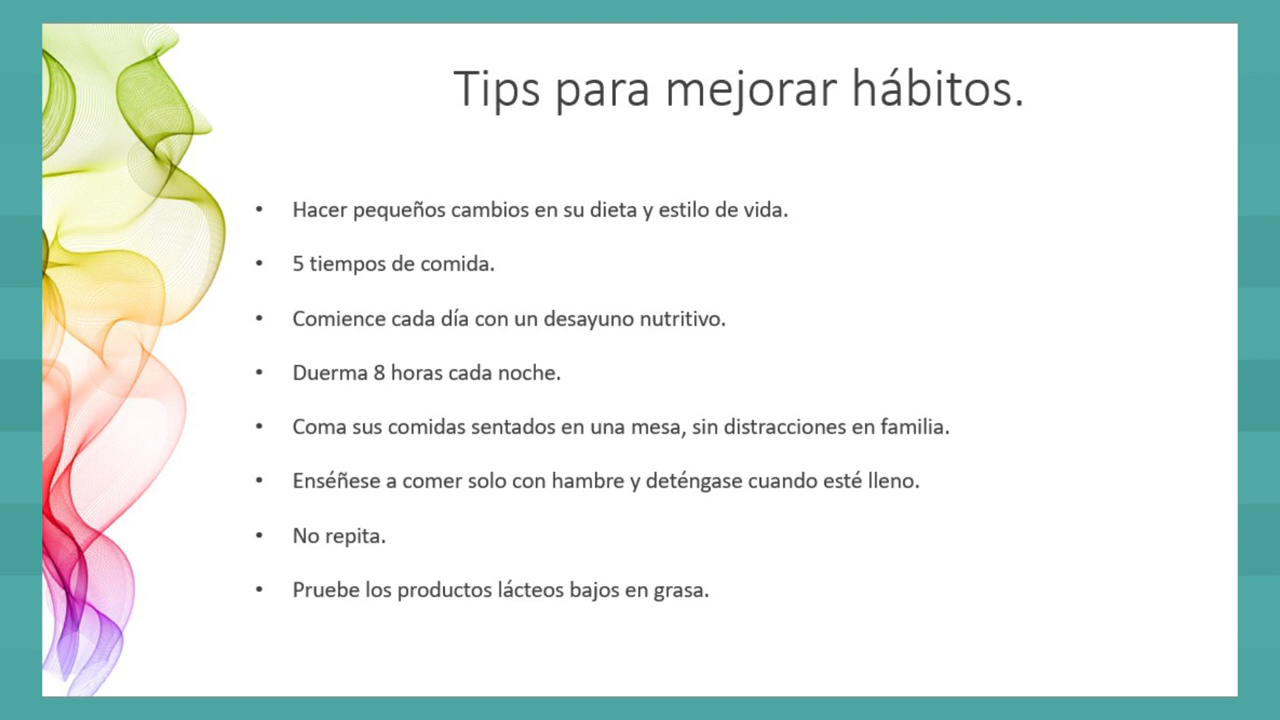 Tips para mejorar hábitos.
• Hacer pequeños cambios en su dieta y estilo de vida.
• 5 tiempos de comida.
• Comience cada día con un desayuno nutritivo.
• Duerma 8 horas cada noche.
• Coma sus comidas sentados en una mesa, sin distracciones en familia.
• Enséñese a comer solo con hambre y deténgase cuando esté lleno.
• No repita.
• Pruebe los productos lácteos bajos en grasa.